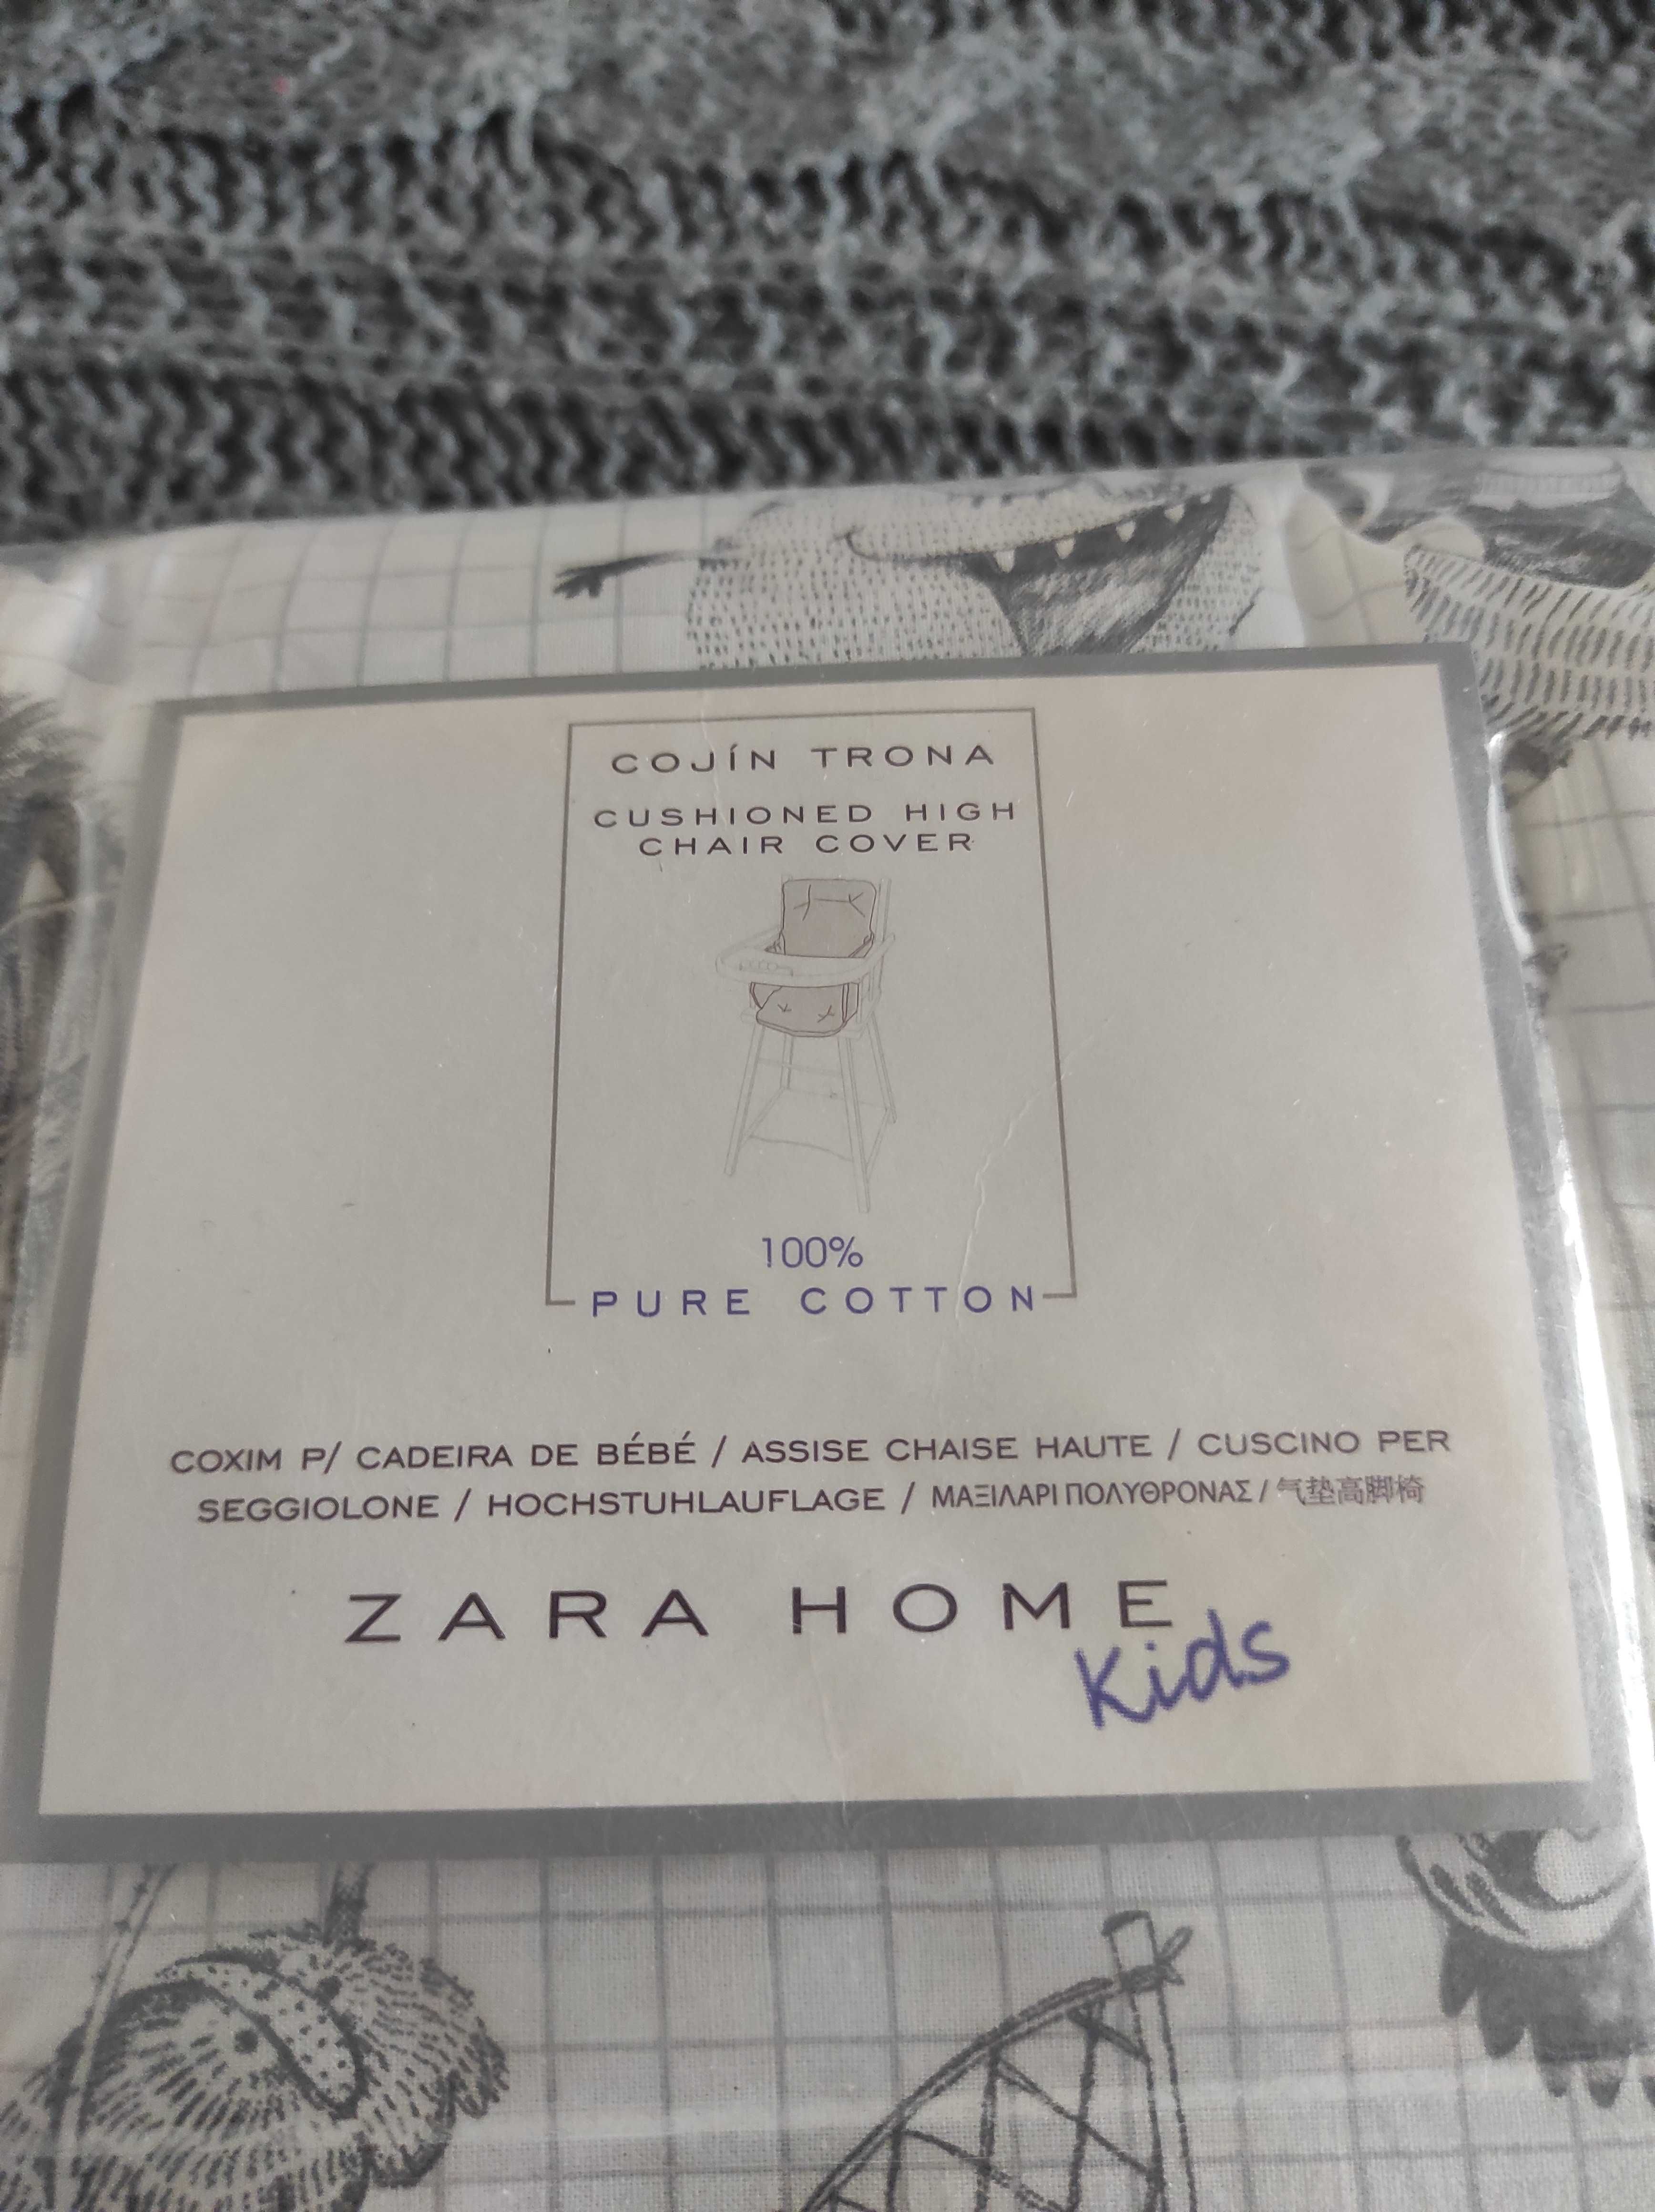 COJÍN TRONA
CUSHIONED HIGH
CHAIR COVER
100%
PURE COTTON
COXIM P/ CADEIRA DE BÉBÉ / ASSISE CHAISE HAUTE / CUSCINO PER
SEGGIOLONE / HOCHSTUHLAUFLAGE / ΜΑΞΙΛΑΡΙ ΠΟΛΥΘΡΟΝΑΣ / 气垫高脚椅
ZARA HOME
Kids